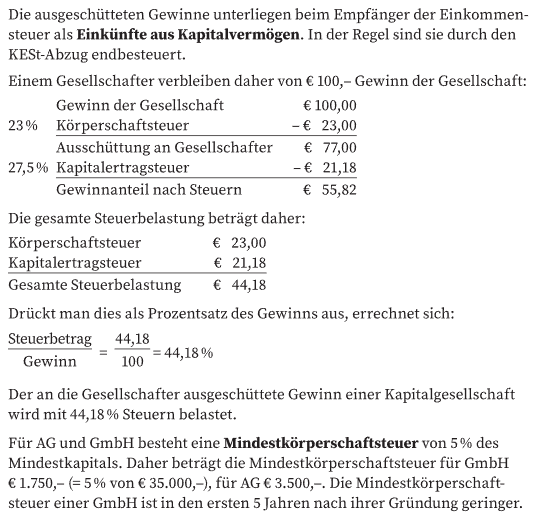 Die ausgeschütteten Gewinne unterliegen beim Empfänger der Einkommen-
steuer als Einkünfte aus Kapitalvermögen. In der Regel sind sie durch den
KESt-Abzug endbesteuert.
Einem Gesellschafter verbleiben daher von € 100,– Gewinn der Gesellschaft:
Gewinn der Gesellschaft € 100,00
23 % Körperschaftsteuer – € 23,00
Ausschüttung an Gesellschafter € 77,00
27,5 % Kapitalertragsteuer – € 21,18
Gewinnanteil nach Steuern € 55,82
Die gesamte Steuerbelastung beträgt daher:
Körperschaftsteuer € 23,00
Kapitalertragsteuer € 21,18
Gesamte Steuerbelastung € 44,18
Drückt man dies als Prozentsatz des Gewinns aus, errechnet sich:
Steuerbetrag / Gewinn = 44,18 / 100 = 44,18 %
Der an die Gesellschafter ausgeschüttete Gewinn einer Kapitalgesellschaft
wird mit 44,18 % Steuern belastet.
Für AG und GmbH besteht eine Mindestkörperschaftsteuer von 5 % des
Mindestkapitals. Daher beträgt die Mindestkörperschaftsteuer für GmbH
€ 1.750,– (= 5 % von € 35.000,–), für AG € 3.500,–. Die Mindestkörperschaft-
steuer einer GmbH ist in den ersten 5 Jahren nach ihrer Gründung geringer.